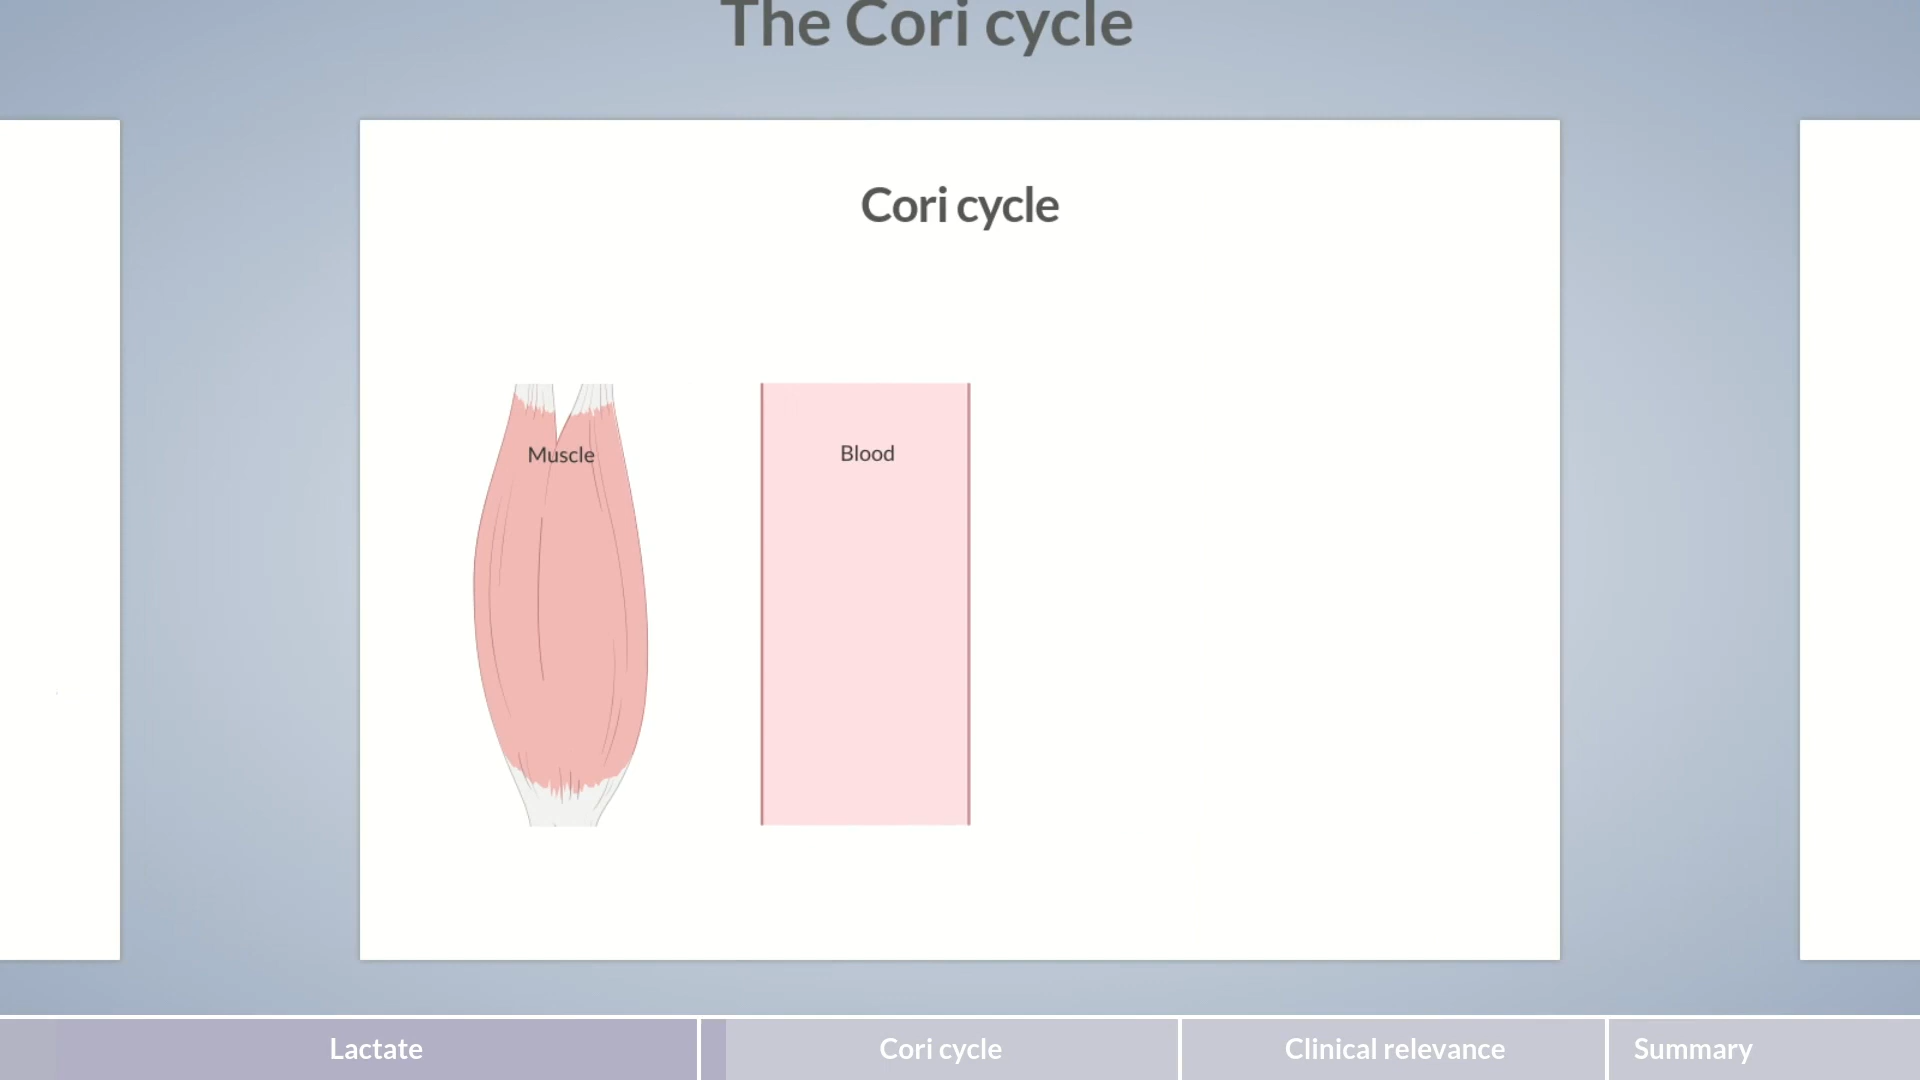 The Cori cycle
Cori cycle
Muscle
Blood
Lactate
Cori cycle
Clinical relevance
Summary